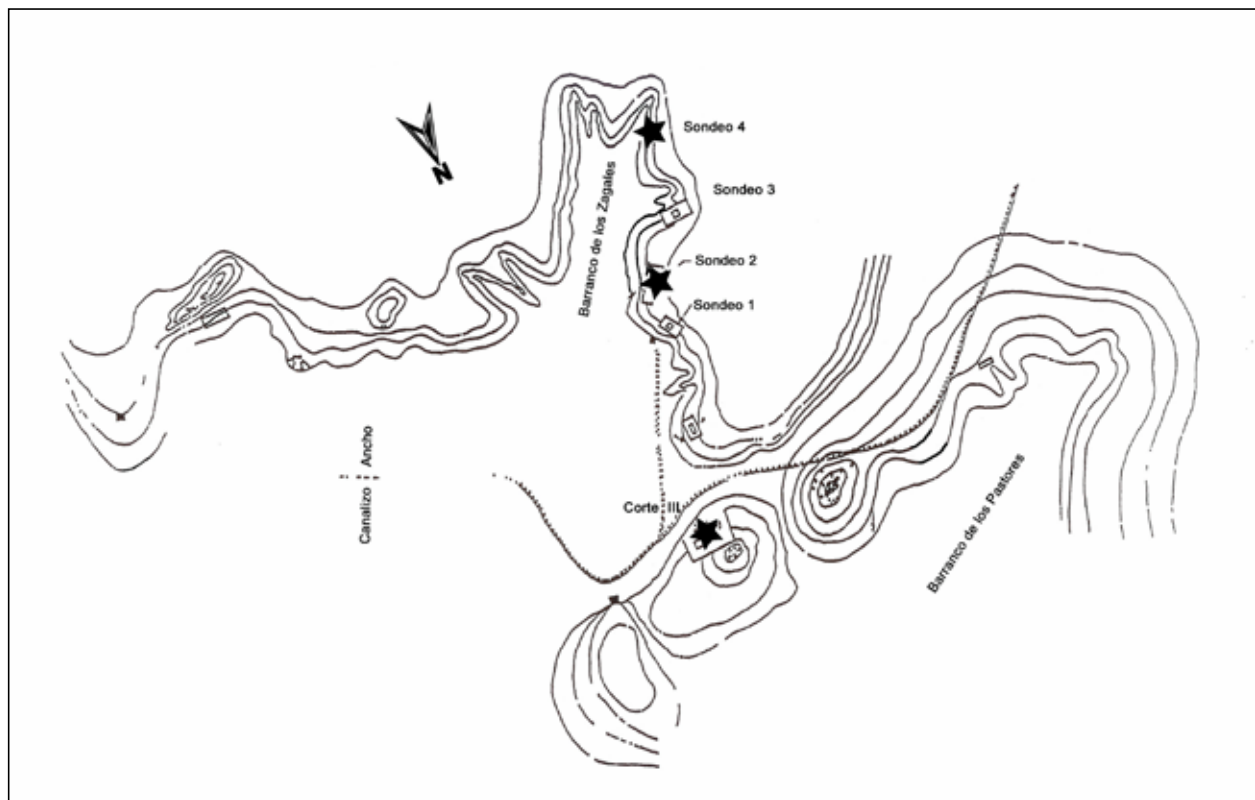 Sondeo 4
N
Sondeo 3
Barranco de los Zagales
Sondeo 2
Sondeo 1
Canalizo Ancho
Corte III
Barranco de los Pastores